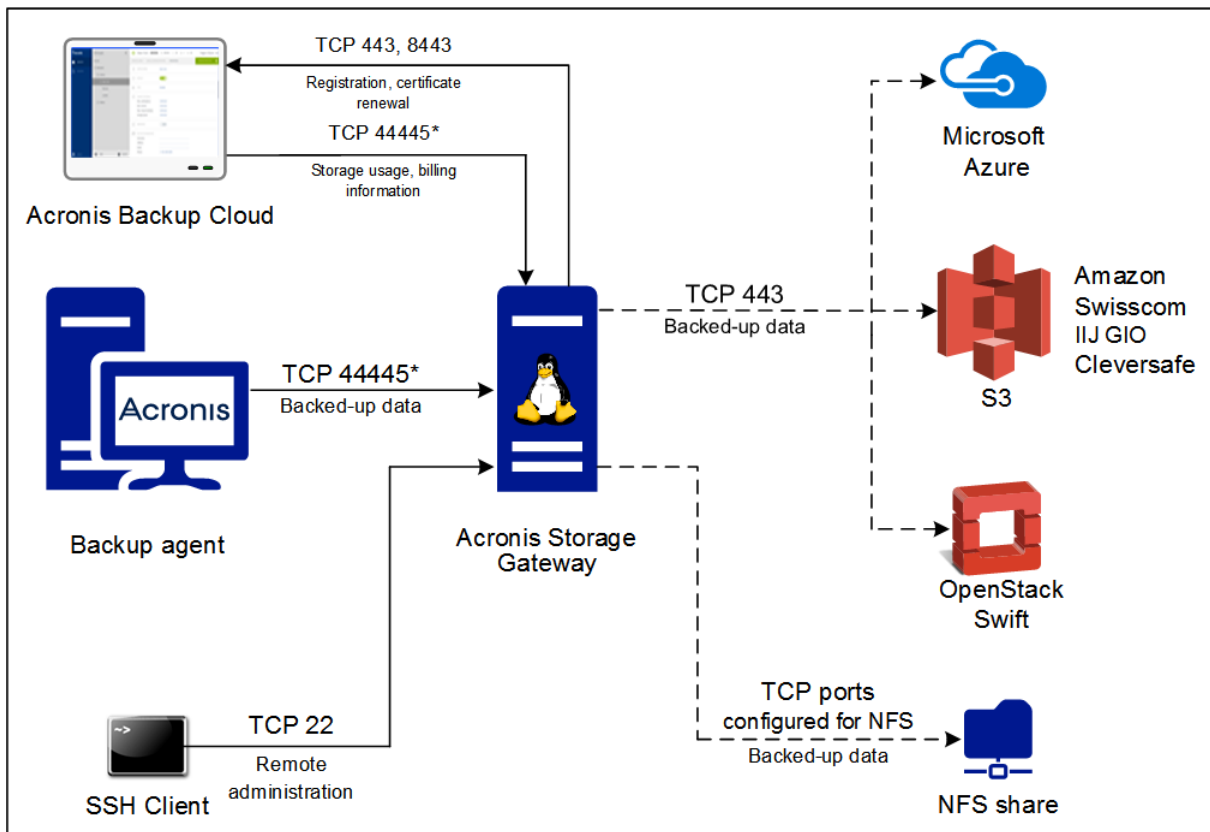 TCP 443, 8443
Registration, certificate
renewal
TCP 44445*
Storage usage, billing
information
Acronis Backup Cloud
Microsoft
Azure
TCP 443
Backed-up data
Amazon
Swisscom
IIJ GIO
Cleversafe
S3
Acronis
TCP 44445*
Backed-up data
Backup agent
Acronis Storage
Gateway
OpenStack
Swift
TCP ports
configured for NFS
Backed-up data
NFS share
~>
TCP 22
Remote
administration
SSH Client